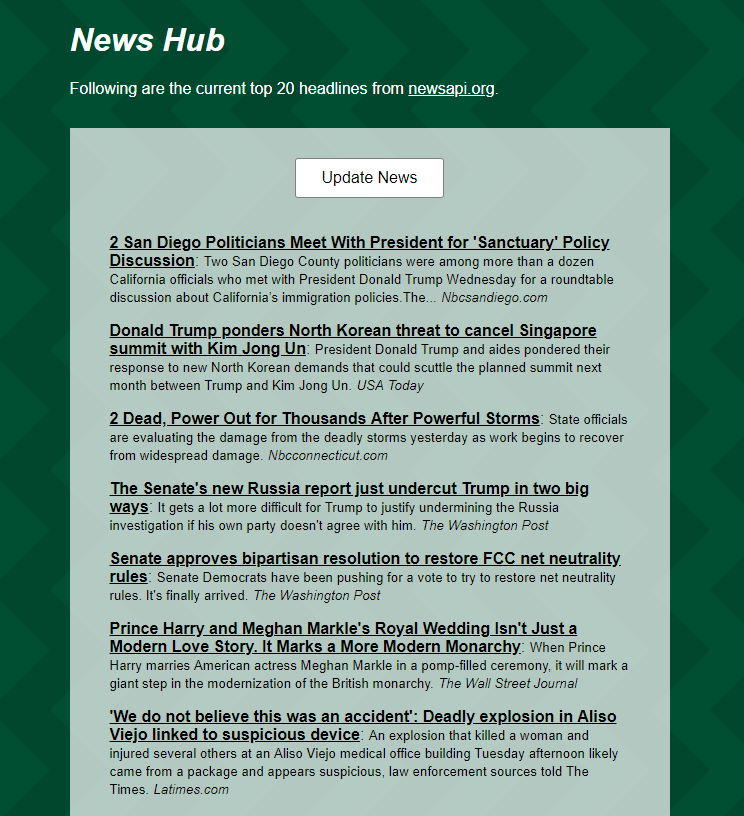 News Hub
Following are the current top 20 headlines from newsapi.org.
Update News
2 San Diego Politicians Meet With President for 'Sanctuary' Policy
Discussion: Two San Diego County politicians were among more than a dozen
California officials who met with President Donald Trump Wednesday for a roundtable
discussion about California's immigration policies.The... Nbcsandiego.com
Donald Trump ponders North Korean threat to cancel Singapore
summit with Kim Jong Un: President Donald Trump and aides pondered their
response to new North Korean demands that could scuttle the planned summit next
month between Trump and Kim Jong Un. USA Today
2 Dead, Power Out for Thousands After Powerful Storms: State officials
are evaluating the damage from the deadly storms yesterday as work begins to recover
from widespread damage. Nbcconnecticut.com
The Senate's new Russia report just undercut Trump in two big
ways: It gets a lot more difficult for Trump to justify undermining the Russia
investigation if his own party doesn't agree with him. The Washington Post
Senate approves bipartisan resolution to restore FCC net neutrality
rules: Senate Democrats have been pushing for a vote to try to restore net neutrality
rules. It's finally arrived. The Washington Post
Prince Harry and Meghan Markle's Royal Wedding Isn't Just a
Modern Love Story. It Marks a More Modern Monarchy: When Prince
Harry marries American actress Meghan Markle in a pomp-filled ceremony, it will mark a
giant step in the modernization of the British monarchy. The Wall Street Journal
'We do not believe this was an accident': Deadly explosion in Aliso
Viejo linked to suspicious device: An explosion that killed a woman and
injured several others at an Aliso Viejo medical office building Tuesday afternoon likely
came from a package and appears suspicious, law enforcement sources told The
Times. Latimes.com